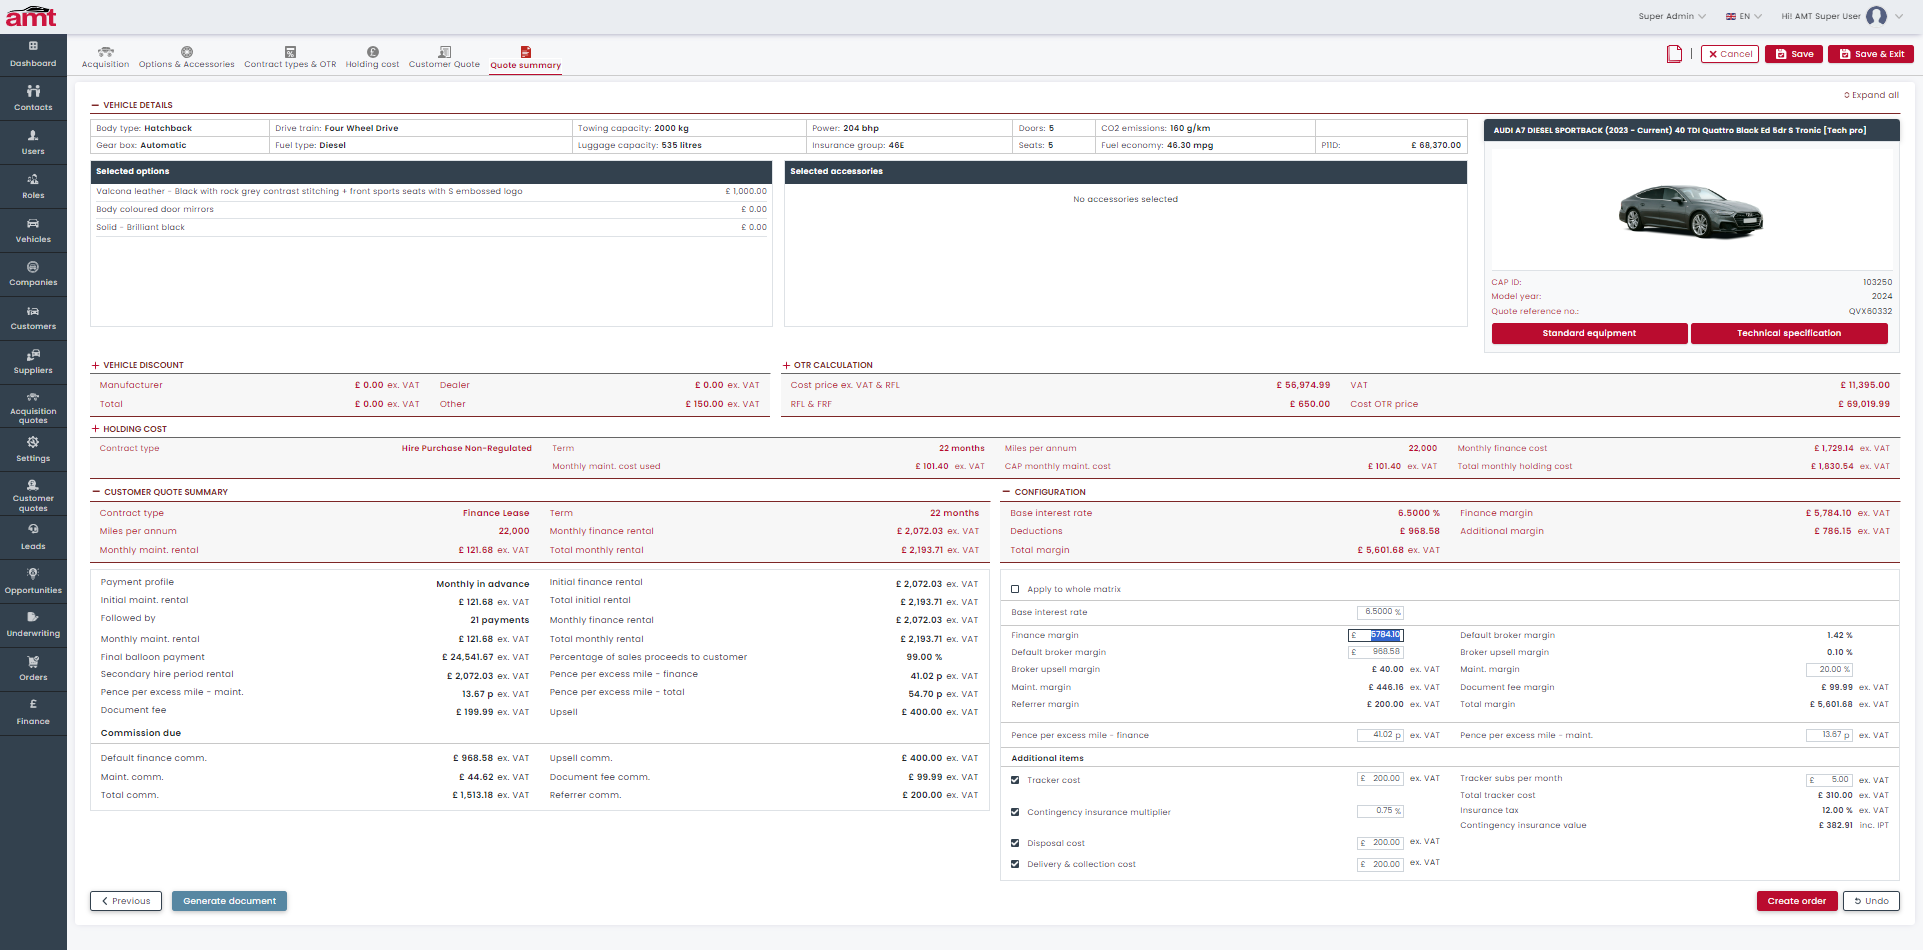 amt
Super Admin
EN
Hi! AMT Super User
Dashboard
Contacts
Users
Roles
Vehicles
Companies
Customers
Suppliers
Acquisition
quotes
Settings
Customer
quotes
Leads
Opportunities
Underwriting
Orders
Finance
Acquisition
Options & Accessories
Contract types & OTR
Holding cost
Customer Quote
Quote summary
Cancel
Save
Save & Exit
Expand all
VEHICLE DETAILS
Body type: Hatchback Drive train: Four Wheel Drive Towing capacity: 2000 kg Power: 204 bhp Doors: 5 CO2 emissions: 160 g/km
Gear box: Automatic Fuel type: Diesel Luggage capacity: 535 litres Insurance group: 46E Seats: 5 Fuel economy: 46.30 mpg P11D: £ 68,370.00
Selected options
Valcona leather - Black with rock grey contrast stitching + front sports seats with S embossed logo £ 1,000.00
Body coloured door mirrors £ 0.00
Solid - Brilliant black £ 0.00
Selected accessories
No accessories selected
AUDI A7 DIESEL SPORTBACK (2023 - Current) 40 TDI Quattro Black Ed 5dr S Tronic [Tech pro]
CAP ID: 103250
Model year: 2024
Quote reference no.: QVX60332
Standard equipment
Technical specification
VEHICLE DISCOUNT
Manufacturer £ 0.00 ex. VAT Dealer £ 0.00 ex. VAT
Total £ 0.00 ex. VAT Other £ 150.00 ex. VAT
OTR CALCULATION
Cost price ex. VAT & RFL £ 56,974.99 VAT £ 11,395.00
RFL & FRF £ 650.00 Cost OTR price £ 69,019.99
HOLDING COST
Contract type Hire Purchase Non-Regulated Term 22 months Miles per annum 22,000 Monthly finance cost £ 1,729.14 ex. VAT
Monthly maint. cost used £ 101.40 ex. VAT CAP monthly maint. cost £ 101.40 ex. VAT Total monthly holding cost £ 1,830.54 ex. VAT
CUSTOMER QUOTE SUMMARY
Contract type Finance Lease Term 22 months
Miles per annum 22,000 Monthly finance rental £ 2,072.03 ex. VAT
Monthly maint. rental £ 121.68 ex. VAT Total monthly rental £ 2,193.71 ex. VAT
Payment profile Monthly in advance Initial finance rental £ 2,072.03 ex. VAT
Initial maint. rental £ 121.68 ex. VAT Total initial rental £ 2,193.71 ex. VAT
Followed by 21 payments Monthly finance rental £ 2,072.03 ex. VAT
Monthly maint. rental £ 121.68 ex. VAT Total monthly rental £ 2,193.71 ex. VAT
Final balloon payment £ 24,541.67 ex. VAT Percentage of sales proceeds to customer 99.00 %
Secondary hire period rental £ 2,072.03 ex. VAT Pence per excess mile - finance 41.02 p ex. VAT
Pence per excess mile - maint. 13.67 p ex. VAT Pence per excess mile - total 54.70 p ex. VAT
Document fee £ 199.99 ex. VAT Upsell £ 400.00 ex. VAT
Commission due
Default finance comm. £ 968.58 ex. VAT Upsell comm. £ 400.00 ex. VAT
Maint. comm. £ 44.62 ex. VAT Document fee comm. £ 99.99 ex. VAT
Total comm. £ 1,513.18 ex. VAT Referrer comm. £ 200.00 ex. VAT
CONFIGURATION
Base interest rate 6.5000 % Finance margin £ 5,784.10 ex. VAT
Deductions £ 968.58 Additional margin £ 786.15 ex. VAT
Total margin £ 5,601.68 ex. VAT
Apply to whole matrix
Base interest rate 6.5000 %
Finance margin £ 5784.10 Default broker margin 1.42 %
Default broker margin £ 968.58 Broker upsell margin 0.10 %
Broker upsell margin £ 40.00 ex. VAT Maint. margin 20.00 %
Maint. margin £ 446.16 ex. VAT Document fee margin £ 99.99 ex. VAT
Referrer margin £ 200.00 ex. VAT Total margin £ 5,601.68 ex. VAT
Pence per excess mile - finance 41.02 p ex. VAT Pence per excess mile - maint. 13.67 p ex. VAT
Additional items
Tracker cost £ 200.00 ex. VAT Tracker subs per month £ 5.00 ex. VAT
Total tracker cost £ 310.00 ex. VAT
Contingency insurance multiplier 0.75 % Insurance tax 12.00 % ex. VAT
Contingency insurance value £ 382.91 inc. IPT
Disposal cost £ 200.00 ex. VAT
Delivery & collection cost £ 200.00 ex. VAT
Previous
Generate document
Create order
Undo